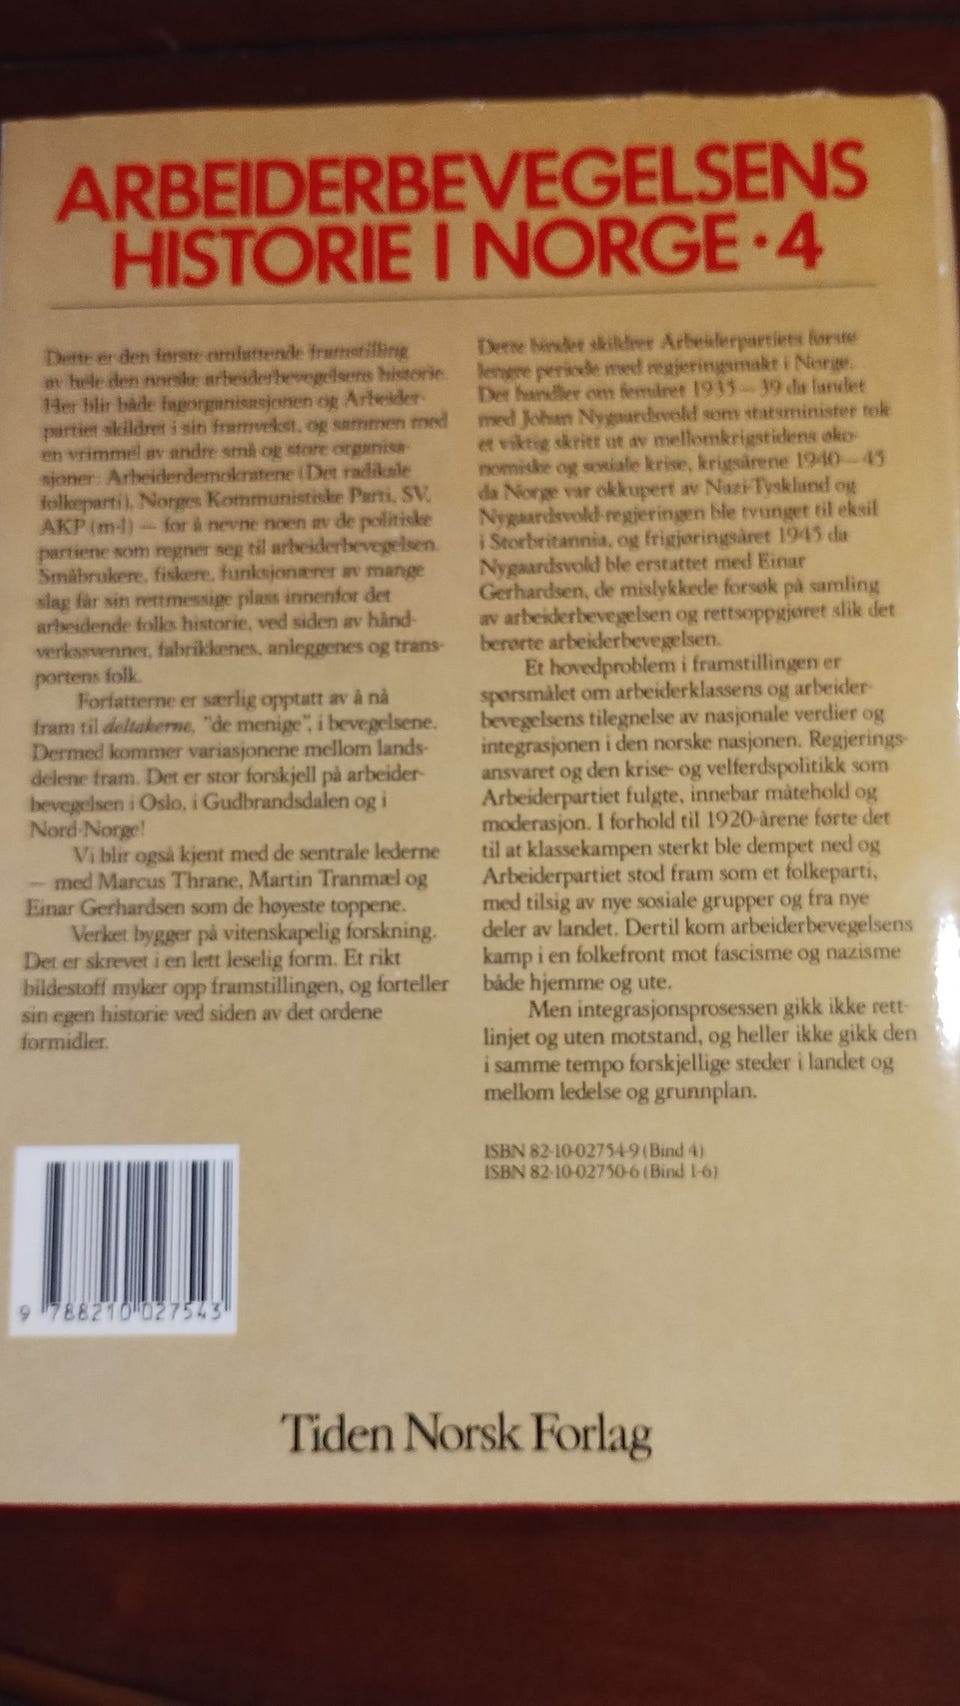 ARBEIDERBEVEGELSENS
HISTORIE I NORGE · 4
Dette er den første omfattende framstilling
av hele den norske arbeiderbevegelsens historie.
Her blir både fagorganisasjonen og Arbeider-
partiet skildret i sin framvekst, og sammen med
en vrimmel av andre små og store organisa-
sjoner: Arbeiderdemokratene (Det radikale
folkeparti), Norges Kommunistiske Parti, SV,
AKP (m-l) — for å nevne noen av de politiske
partiene som regner seg til arbeiderbevegelsen.
Småbrukere, fiskere, funksjonærer av mange
slag får sin rettmessige plass innenfor det
arbeidende folks historie, ved siden av hånd-
verkssvenner, fabrikkenes, anleggenes og trans-
portens folk.
Forfatterne er særlig opptatt av å nå
fram til deltakerne, "de menige", i bevegelsene.
Dermed kommer variasjonene mellom lands-
delene fram. Det er stor forskjell på arbeider-
bevegelsen i Oslo, i Gudbrandsdalen og i
Nord-Norge!
Vi blir også kjent med de sentrale lederne
— med Marcus Thrane, Martin Tranmæl og
Einar Gerhardsen som de høyeste toppene.
Verket bygger på vitenskapelig forskning.
Det er skrevet i en lett leselig form. Et rikt
bildestoff myker opp framstillingen, og forteller
sin egen historie ved siden av det ordene
formidler.
Dette bindet skildrer Arbeiderpartiets første
lengre periode med regjeringsmakt i Norge.
Det handler om femåret 1935—39 da landet
med Johan Nygaardsvold som statsminister tok
et viktig skritt ut av mellomkrigstidens øko-
nomiske og sosiale krise, krigsårene 1940—45
da Norge var okkupert av Nazi-Tyskland og
Nygaardsvold-regjeringen ble tvunget til eksil
i Storbritannia, og frigjøringsåret 1945 da
Nygaardsvold ble erstattet med Einar
Gerhardsen, de mislykkede forsøk på samling
av arbeiderbevegelsen og rettsoppgjøret slik det
berørte arbeiderbevegelsen.
Et hovedproblem i framstillingen er
spørsmålet om arbeiderklassens og arbeider-
bevegelsens tilegnelse av nasjonale verdier og
integrasjonen i den norske nasjonen. Regjerings-
ansvaret og den krise- og velferdspolitikk som
Arbeiderpartiet fulgte, innebar måtehold og
moderasjon. I forhold til 1920-årene førte det
til at klassekampen sterkt ble dempet ned og
Arbeiderpartiet stod fram som et folkeparti,
med tilsig av nye sosiale grupper og fra nye
deler av landet. Dertil kom arbeiderbevegelsens
kamp i en folkefront mot fascisme og nazisme
både hjemme og ute.
Men integrasjonsprosessen gikk ikke rett-
linjet og uten motstand, og heller ikke gikk den
i samme tempo forskjellige steder i landet og
mellom ledelse og grunnplan.
ISBN 82-10-02754-9 (Bind 4)
ISBN 82-10-02750-6 (Bind 1-6)
9 788210 027543
Tiden Norsk Forlag